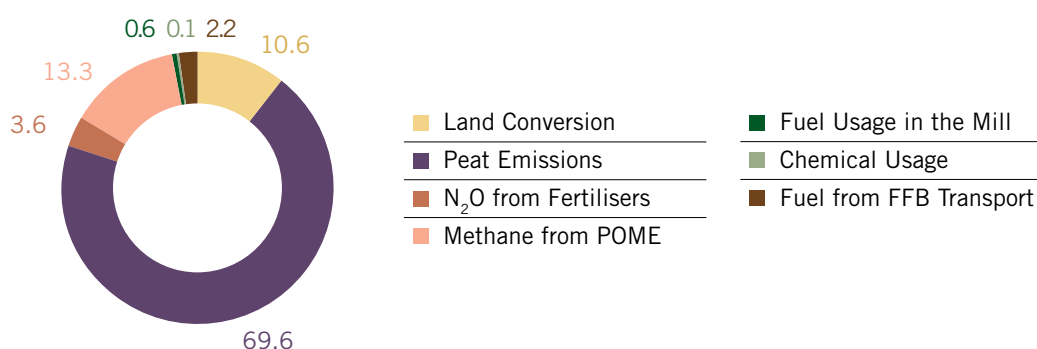 0.6 0.1 2.2
10.6
13.3
3.6
69.6
Land Conversion
Peat Emissions
N₂O from Fertilisers
Methane from POME
Fuel Usage in the Mill
Chemical Usage
Fuel from FFB Transport